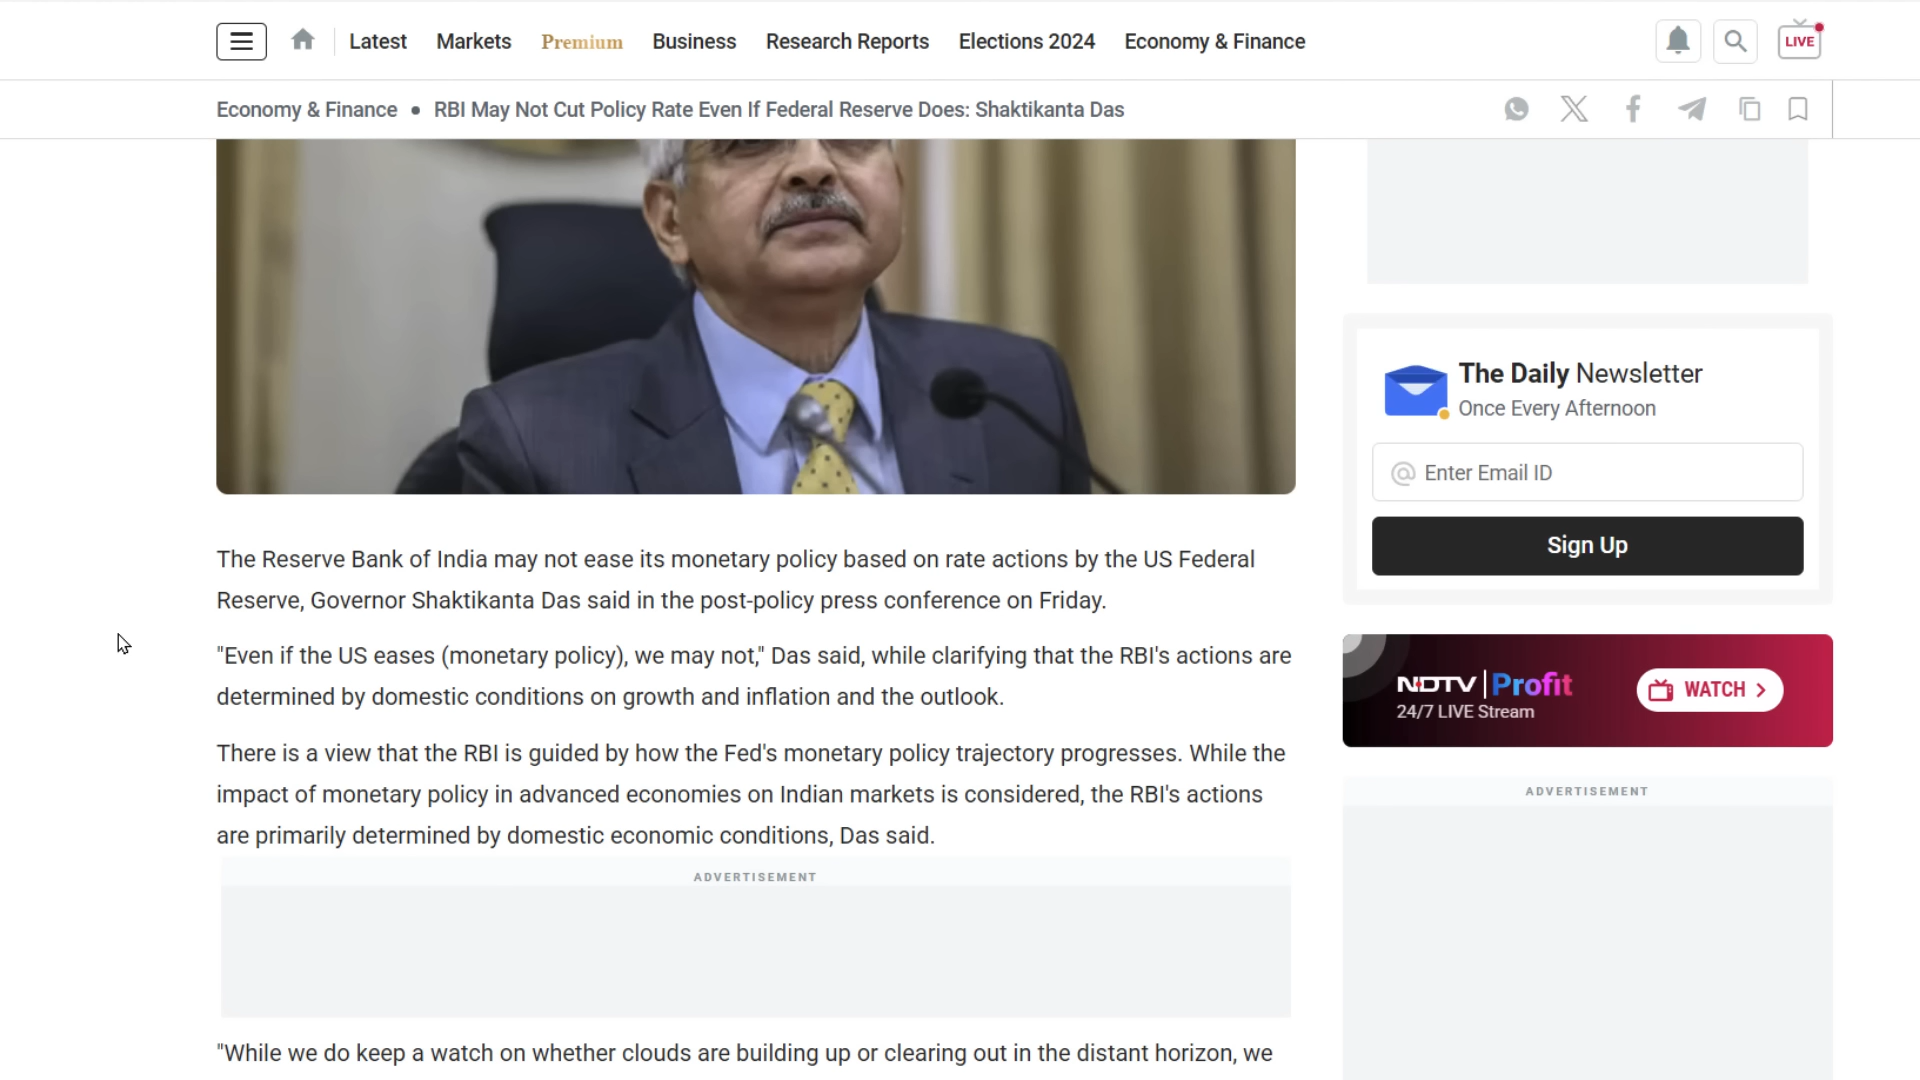 Latest Markets Premium Business Research Reports Elections 2024 Economy & Finance
LIVE
Economy & Finance • RBI May Not Cut Policy Rate Even If Federal Reserve Does: Shaktikanta Das
The Reserve Bank of India may not ease its monetary policy based on rate actions by the US Federal
Reserve, Governor Shaktikanta Das said in the post-policy press conference on Friday.
"Even if the US eases (monetary policy), we may not," Das said, while clarifying that the RBI's actions are
determined by domestic conditions on growth and inflation and the outlook.
There is a view that the RBI is guided by how the Fed's monetary policy trajectory progresses. While the
impact of monetary policy in advanced economies on Indian markets is considered, the RBI's actions
are primarily determined by domestic economic conditions, Das said.
ADVERTISEMENT
"While we do keep a watch on whether clouds are building up or clearing out in the distant horizon, we
The Daily Newsletter
Once Every Afternoon
@ Enter Email ID
Sign Up
NDTV | Profit
24/7 LIVE Stream
WATCH >
ADVERTISEMENT